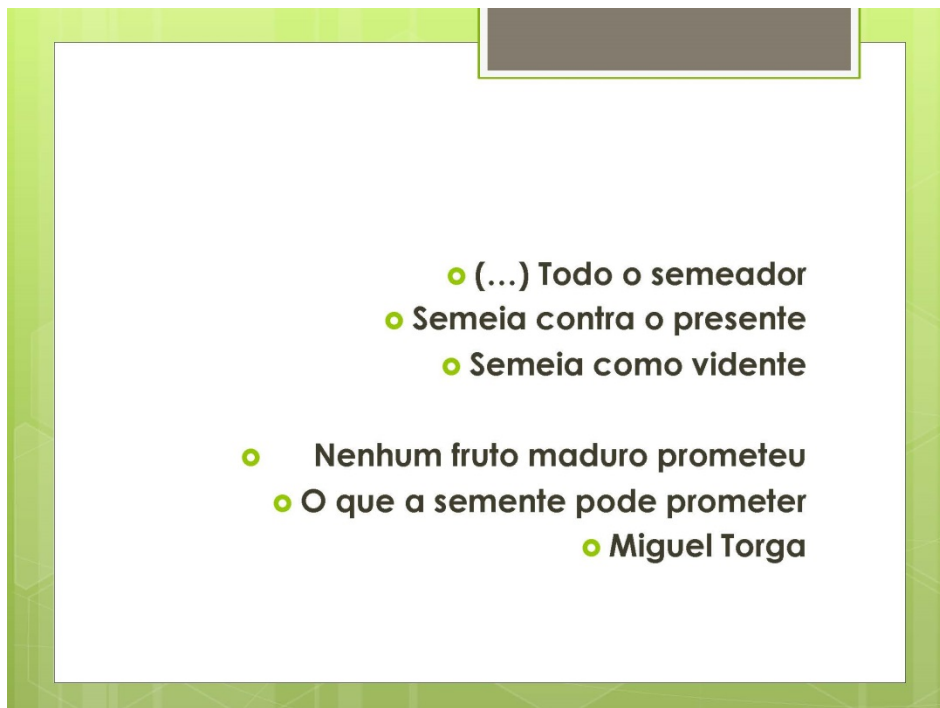 (…) Todo o semeador
Semeia contra o presente
Semeia como vidente
Nenhum fruto maduro prometeu
O que a semente pode prometer
Miguel Torga